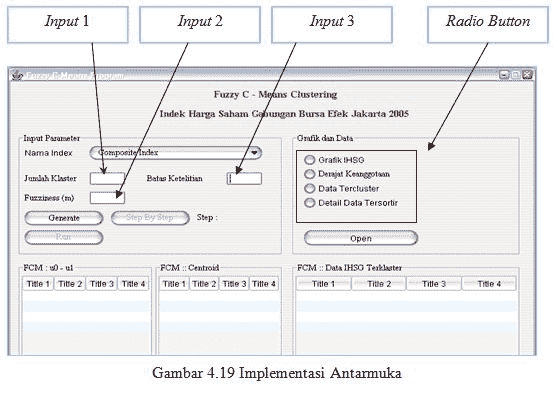 Input 1
Input 2
Input 3
Radio Button
Fuzzy C-Means Program
Fuzzy C - Means Clustering
Indek Harga Saham Gabungan Bursa Efek Jakarta 2005
Input Parameter
Nama Index
Composite Index
Jumlah Klaster
Batas Ketelitian
Fuzziness (m)
Generate
Step By Step
Step :
Run
Grafik dan Data
Grafik IHSG
Derajat Keanggotaan
Data Tercluster
Detail Data Tersortir
Open
FCM : u0 - u1
Title 1 Title 2 Title 3 Title 4
FCM :: Centroid
Title 1 Title 2 Title 3 Title 4
FCM :: Data IHSG Terklaster
Title 1 Title 2 Title 3 Title 4
Gambar 4.19 Implementasi Antarmuka